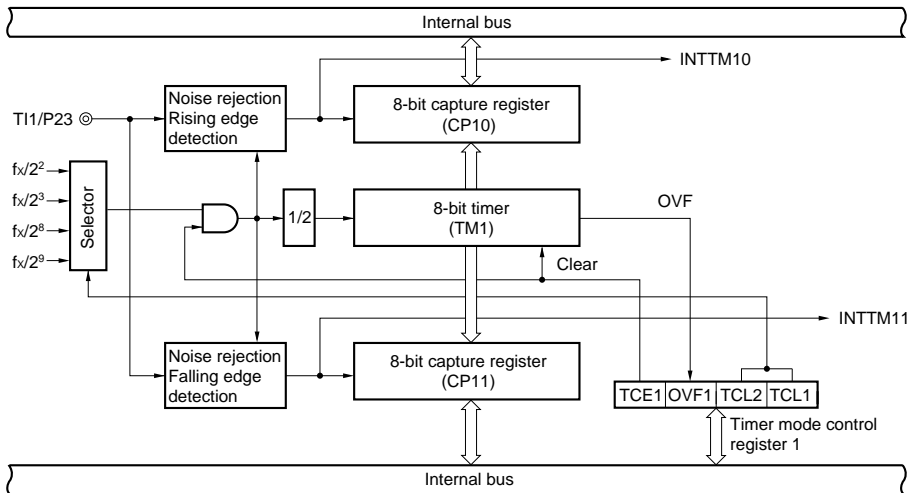 Internal bus
INTTM10
Noise rejection
Rising edge
detection
8-bit capture register
(CP10)
TI1/P23
fx/2²
fx/2³
fx/2⁸
fx/2⁹
Selector
1/2
8-bit timer
(TM1)
OVF
Clear
INTTM11
Noise rejection
Falling edge
detection
8-bit capture register
(CP11)
TCE1 OVF1 TCL2 TCL1
Timer mode control
register 1
Internal bus